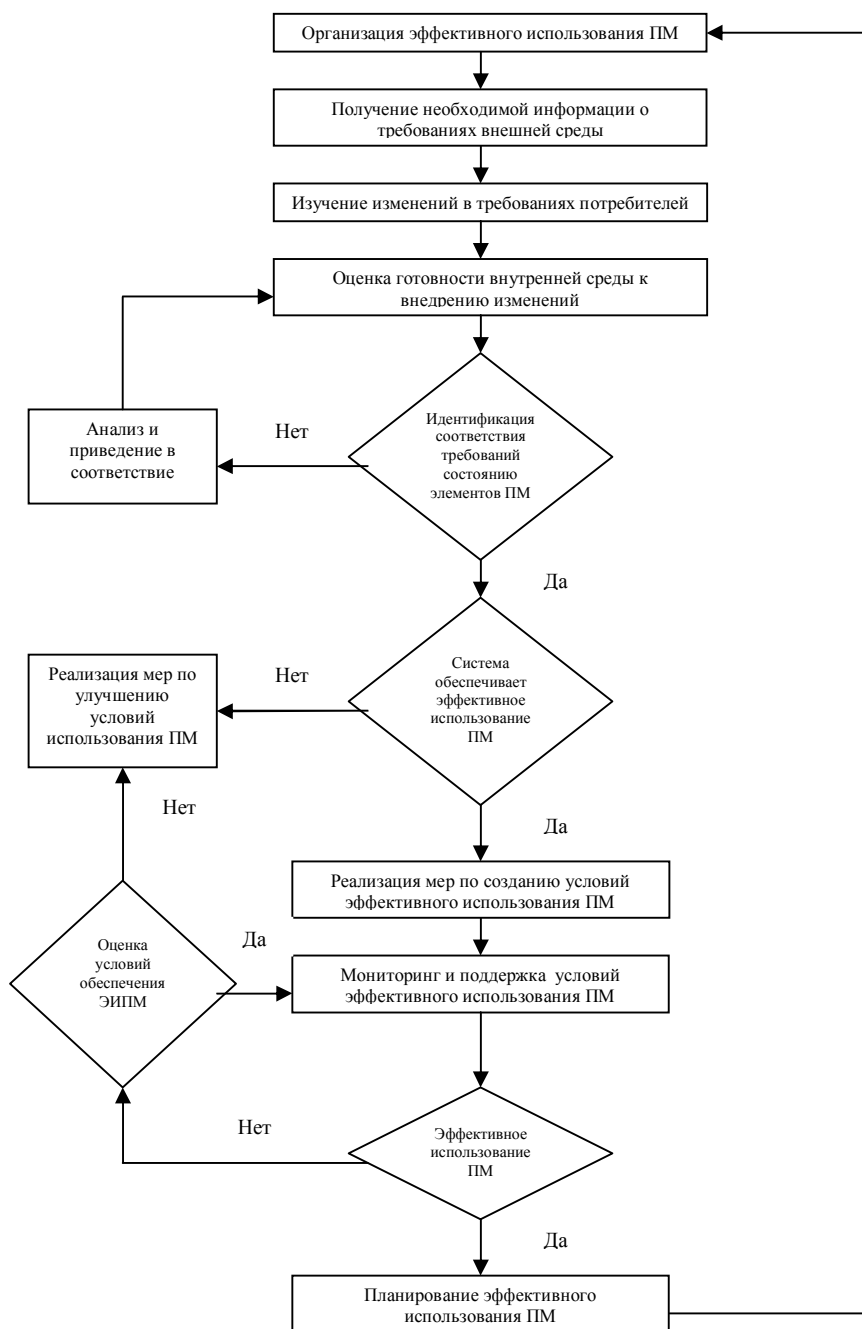 Организация эффективного использования ПМ
Получение необходимой информации о
требованиях внешней среды
Изучение изменений в требованиях потребителей
Оценка готовности внутренней среды к
внедрению изменений
Идентификация
соответствия
требований
состоянию
элементов ПМ
Нет
Анализ и
приведение в
соответствие
Да
Система
обеспечивает
эффективное
использование
ПМ
Нет
Реализация мер по
улучшению
условий
использования ПМ
Нет
Да
Реализация мер по созданию условий
эффективного использования ПМ
Оценка
условий
обеспечения
ЭИПМ
Да
Мониторинг и поддержка условий
эффективного использования ПМ
Нет
Эффективное
использование
ПМ
Да
Планирование эффективного
использования ПМ